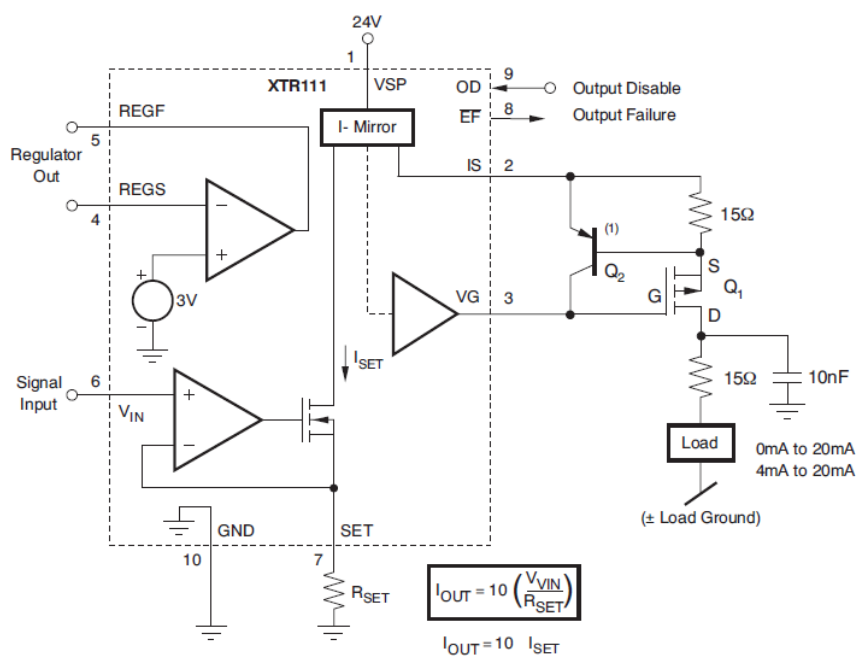 24V
1
XTR111
VSP
OD
9
Output Disable
EF
8
Output Failure
REGF
5
I- Mirror
Regulator
Out
IS
2
REGS
4
15Ω
(1)
Q2
S
G
Q1
D
3V
VG
3
ISET
Signal
Input
6
VIN
15Ω
10nF
Load
0mA to 20mA
4mA to 20mA
(± Load Ground)
GND
SET
10
7
RSET
IOUT = 10 (VVIN/RSET)
IOUT = 10 ISET